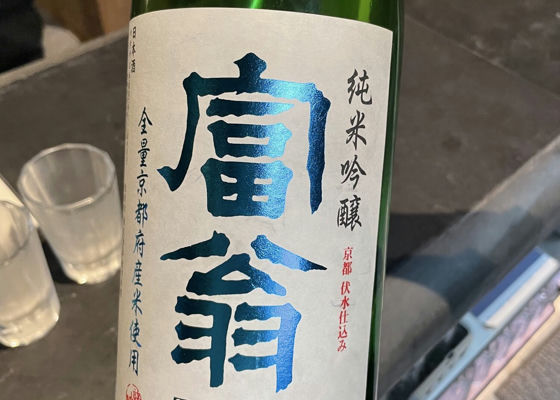 純米吟醸
京都 伏水仕込み
富翁
全量京都府産米使用
日本酒